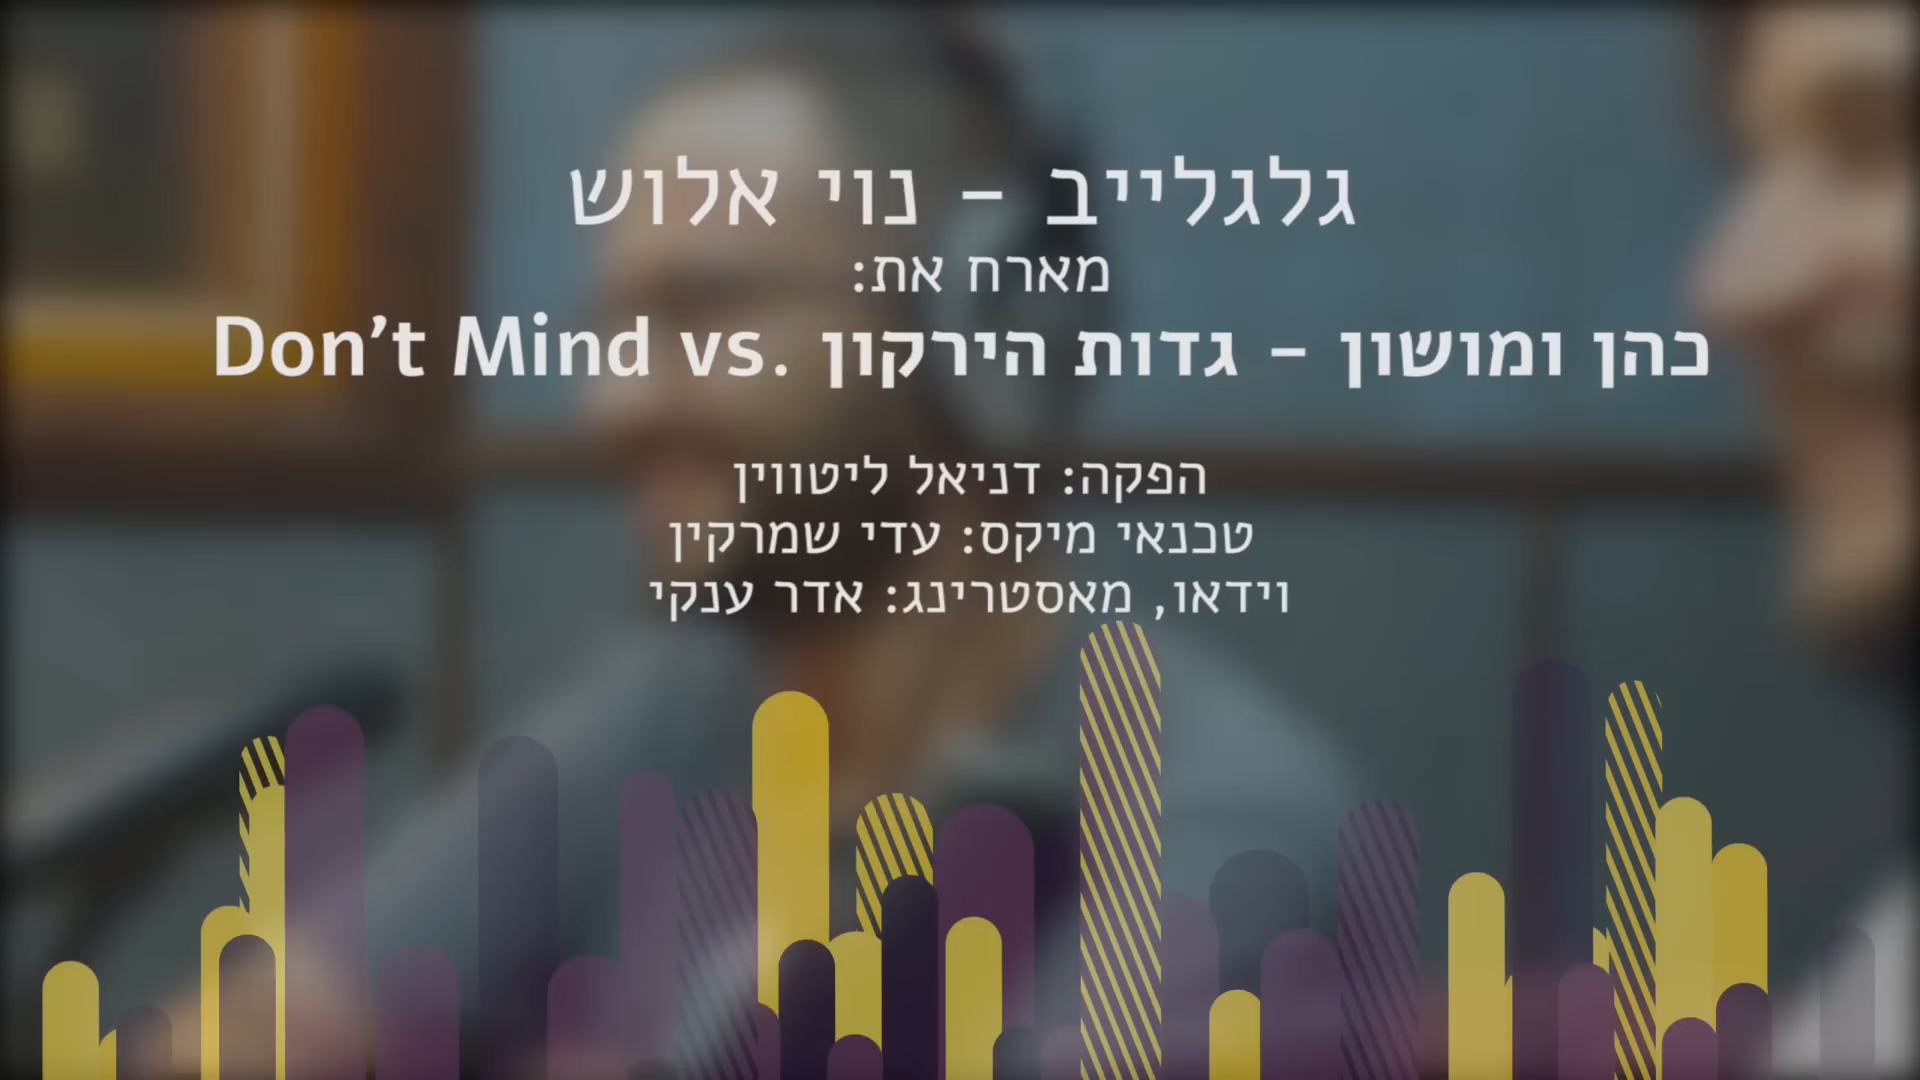 גלגלייב - נוי אלוש
מארח את:
כהן ומושון - גדות הירקון Don't Mind vs.
הפקה: דניאל ליטווין
טכנאי מיקס: עדי שמרקין
וידאו, מאסטרינג: אדר ענקי